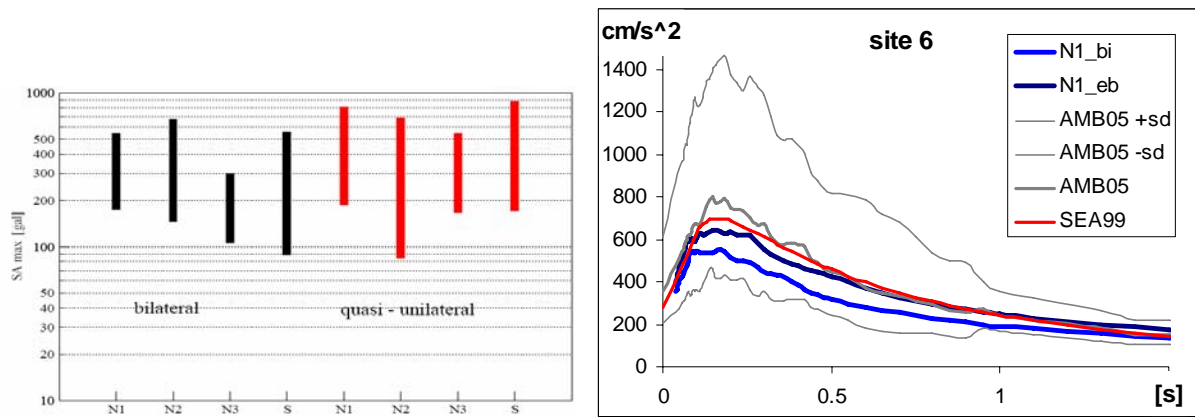 1000
500
400
300
200
100
50
40
30
20
10
SA max [gal]
bilateral
quasi - unilateral
N1 N2 N3 S N1 N2 N3 S
cm/s^2
site 6
1400
1200
1000
800
600
400
200
0
0 0.5 1 [s]
N1_bi
N1_eb
AMB05 +sd
AMB05 -sd
AMB05
SEA99